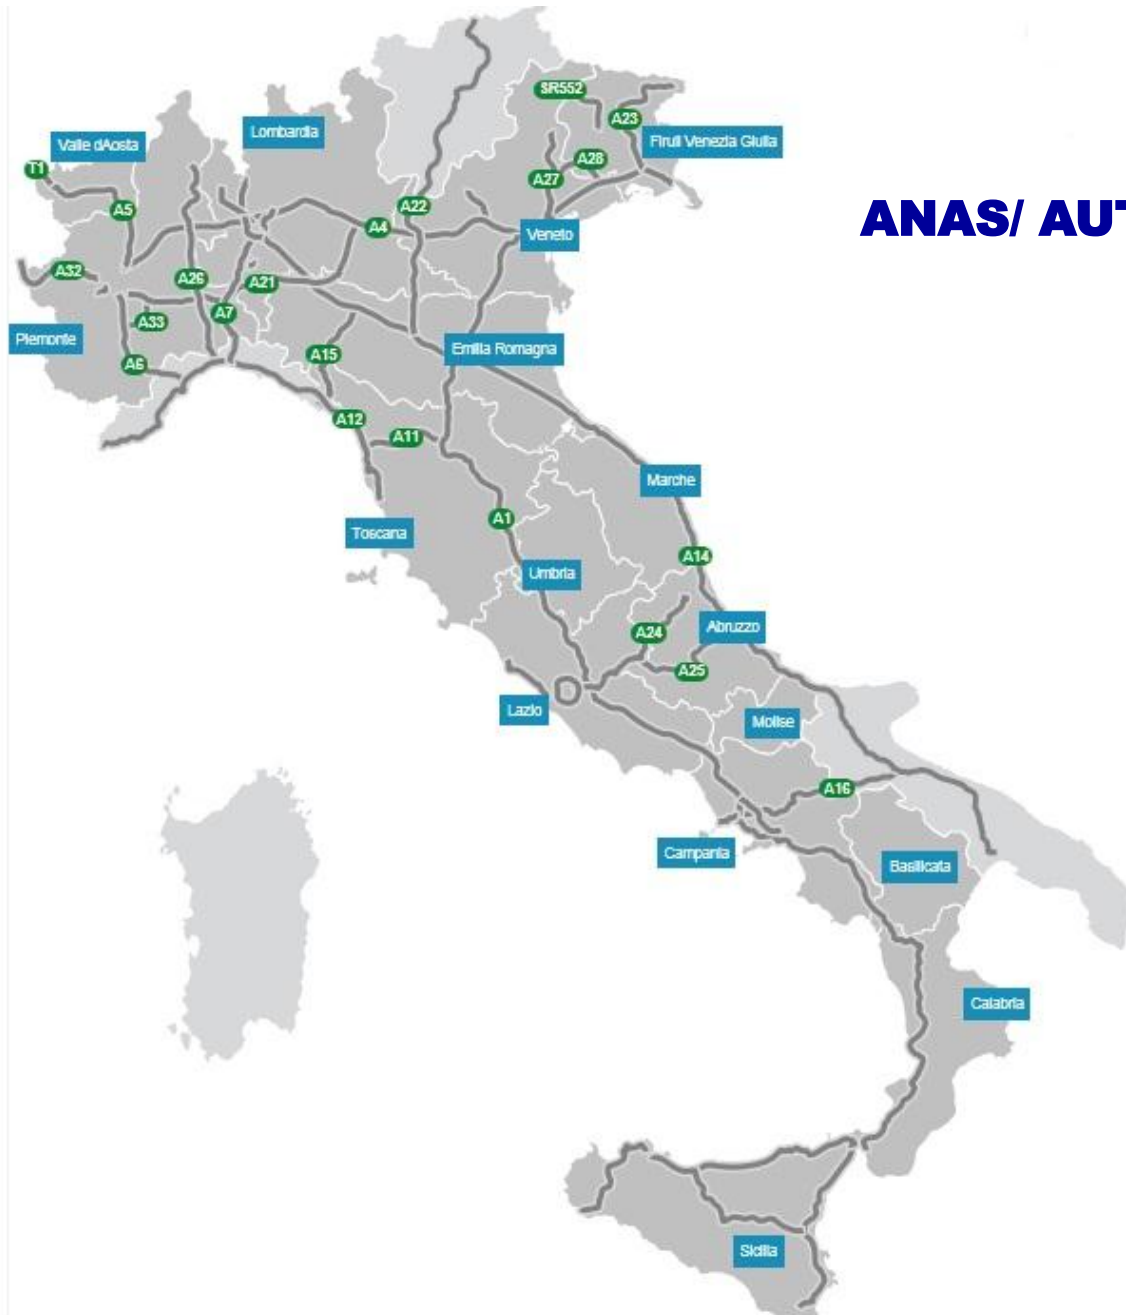 SR552
A23
Lombardia
Valle dAosta
Firuli Venezia Giulia
A28
T1
A27
A22
A5
A4
ANAS/ AUT
Veneto
A32
A26
A21
A7
A33
Piemonte
Emilia Romagna
A15
A6
A12
A11
Marche
A1
Toscana
A14
Umbria
Abruzzo
A24
A25
Lazio
Molise
A16
Campania
Basilicata
Calabria
Sicilia